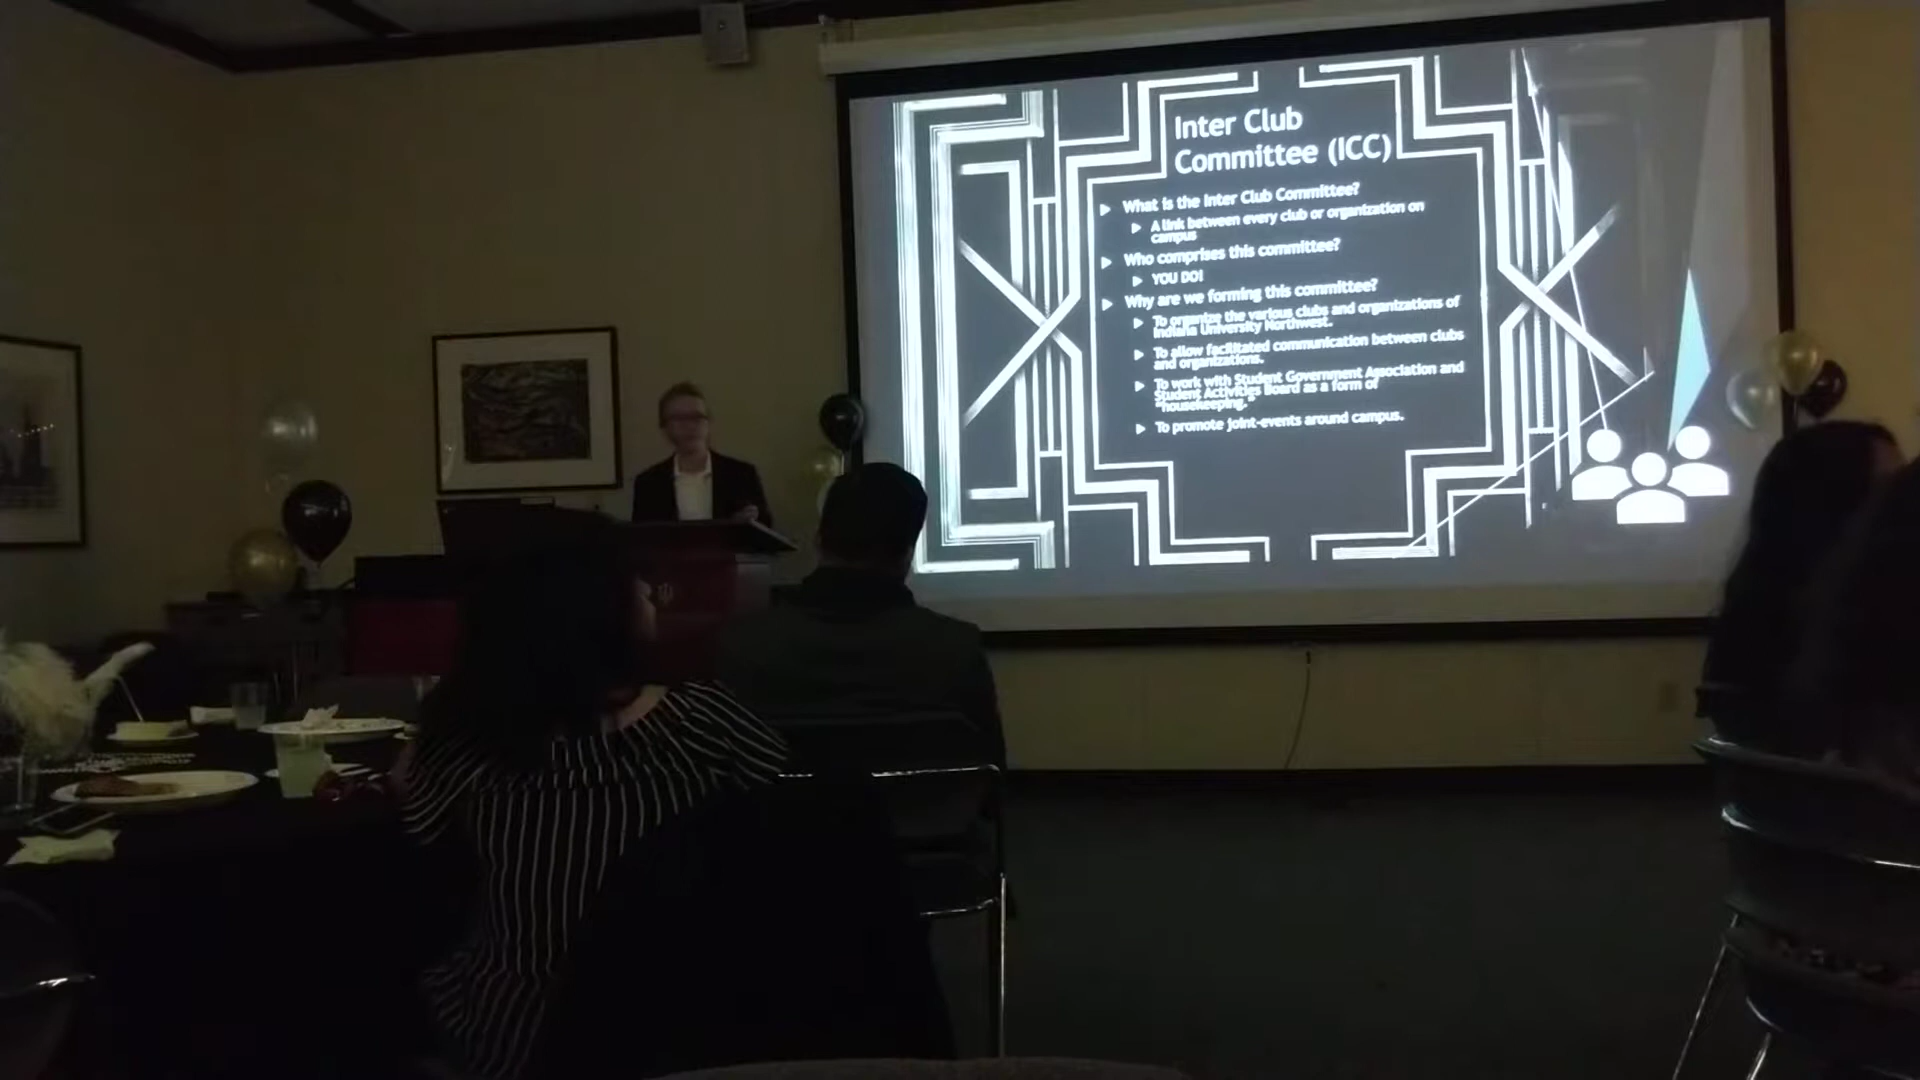 Inter Club
Committee (ICC)
What is the Inter Club Committee?
A link between every club or organization on
campus
Who comprises this committee?
YOU DO!
Why are we forming this committee?
To organize the various clubs and organizations of
Indiana University Northwest.
To allow facilitated communication between clubs
and organizations.
To work with Student Government Association and
Student Activities Board as a form of
"housekeeping."
To promote joint-events around campus.